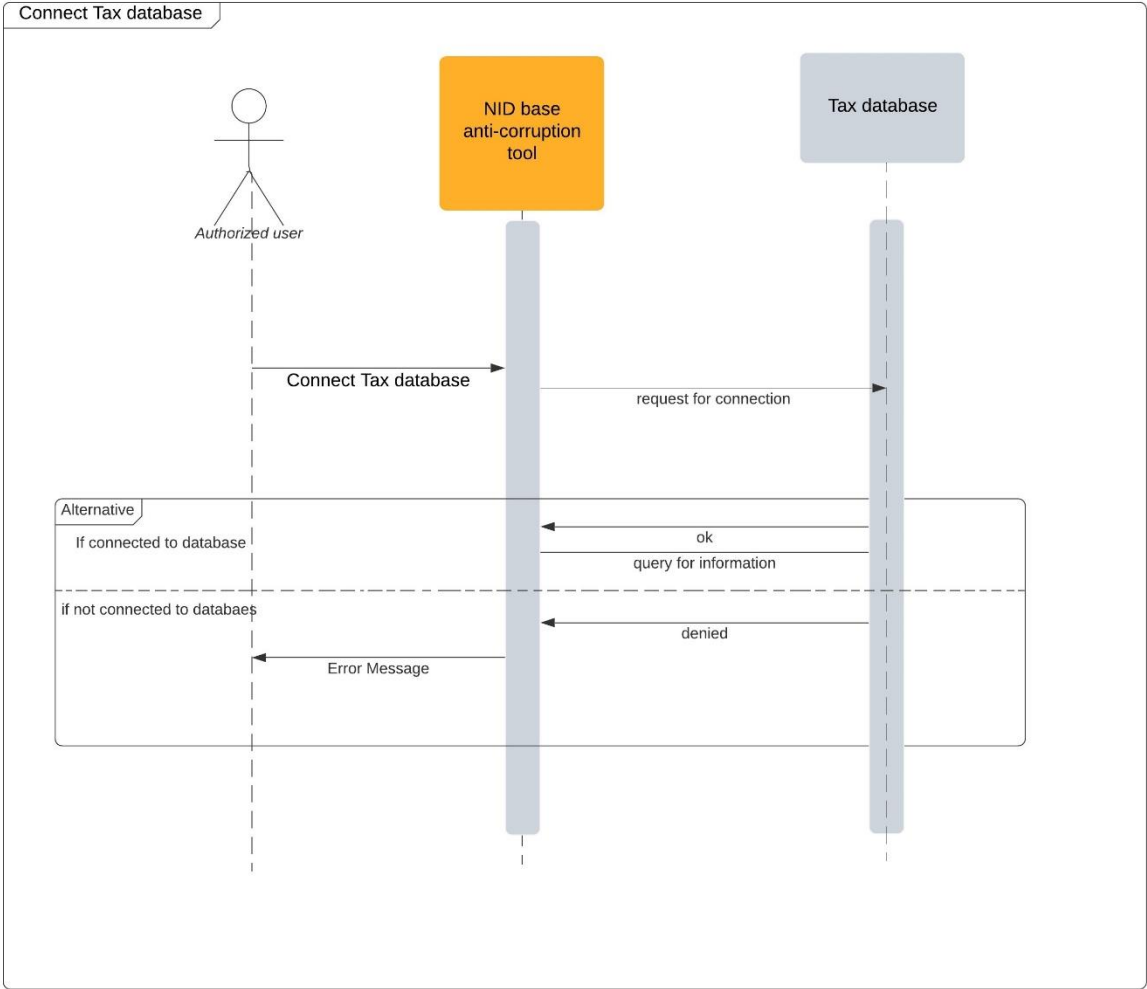 Connect Tax database
NID base
anti-corruption
tool
Tax database
Authorized user
Connect Tax database
request for connection
Alternative
If connected to database
ok
query for information
if not connected to databaes
denied
Error Message